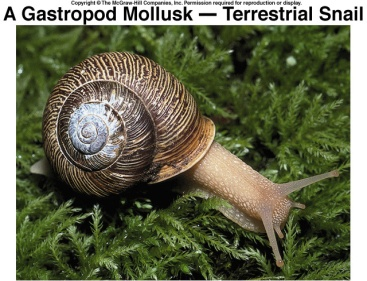 Copyright © The McGraw-Hill Companies, Inc. Permission required for reproduction or display.
A Gastropod Mollusk — Terrestrial Snail